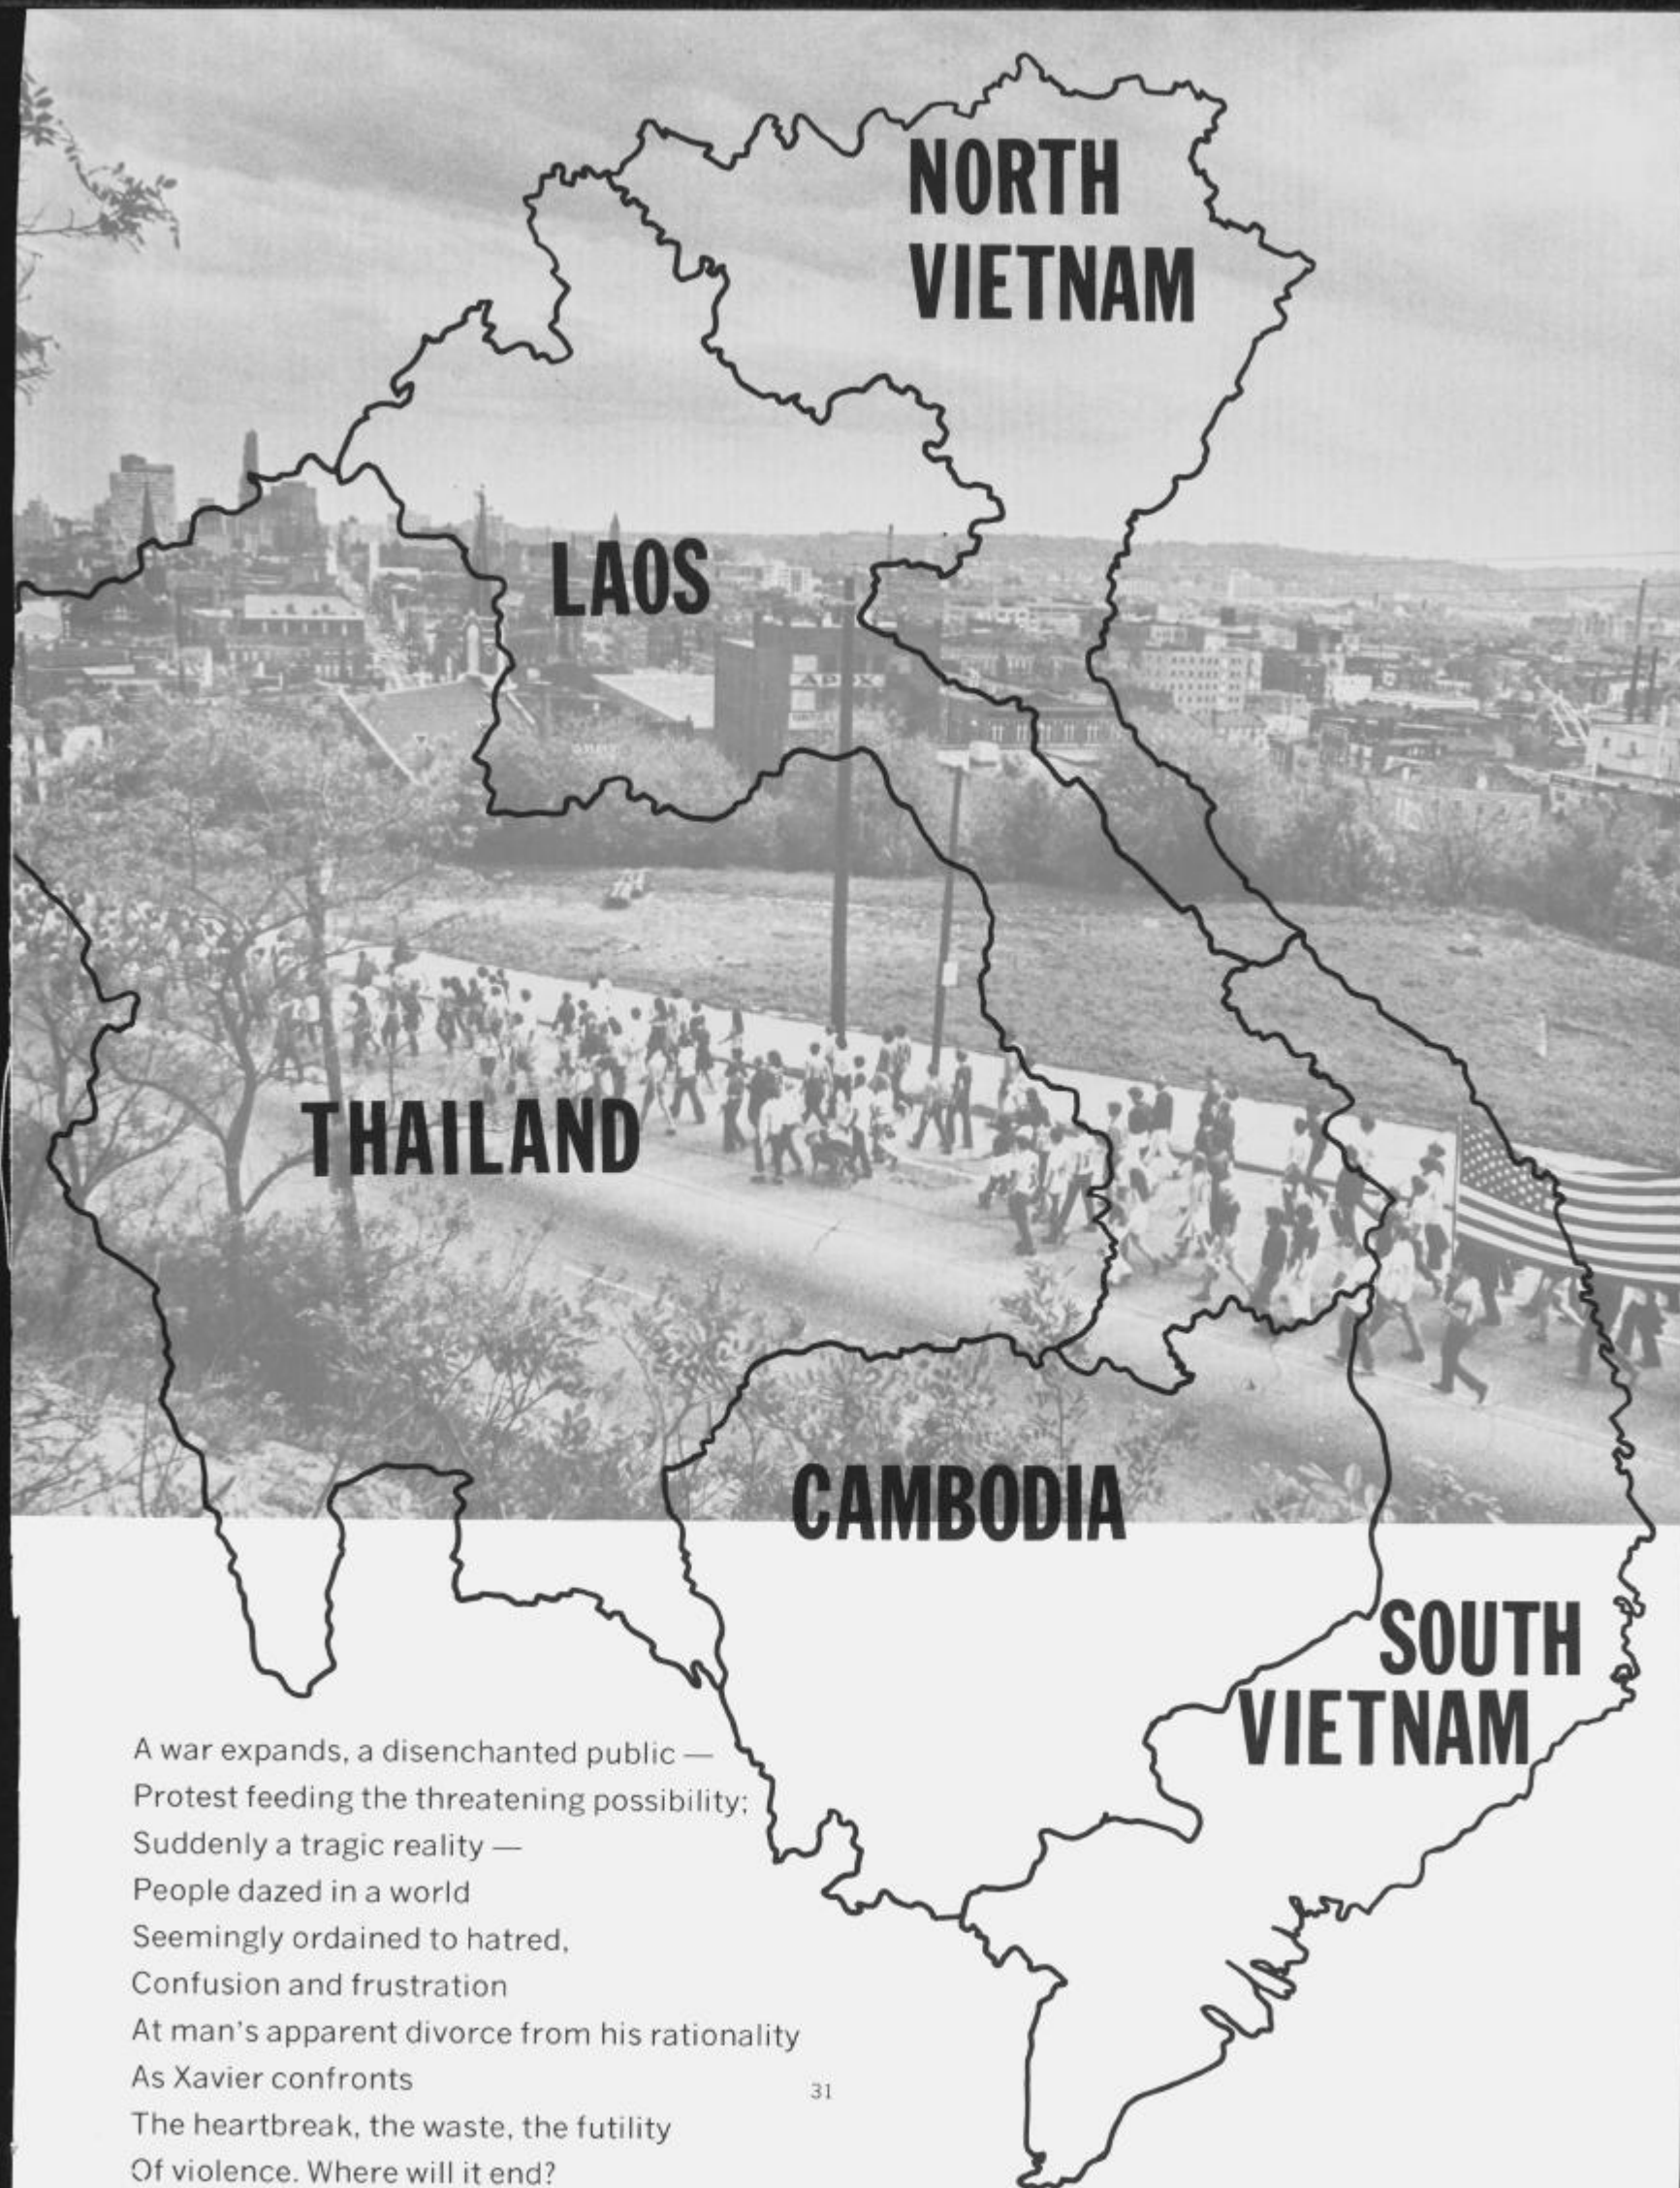 NORTH
VIETNAM
LAOS
THAILAND
CAMBODIA
SOUTH
VIETNAM
A war expands, a disenchanted public —
Protest feeding the threatening possibility;
Suddenly a tragic reality —
People dazed in a world
Seemingly ordained to hatred,
Confusion and frustration
At man's apparent divorce from his rationality
As Xavier confronts
The heartbreak, the waste, the futility
Of violence. Where will it end?
31